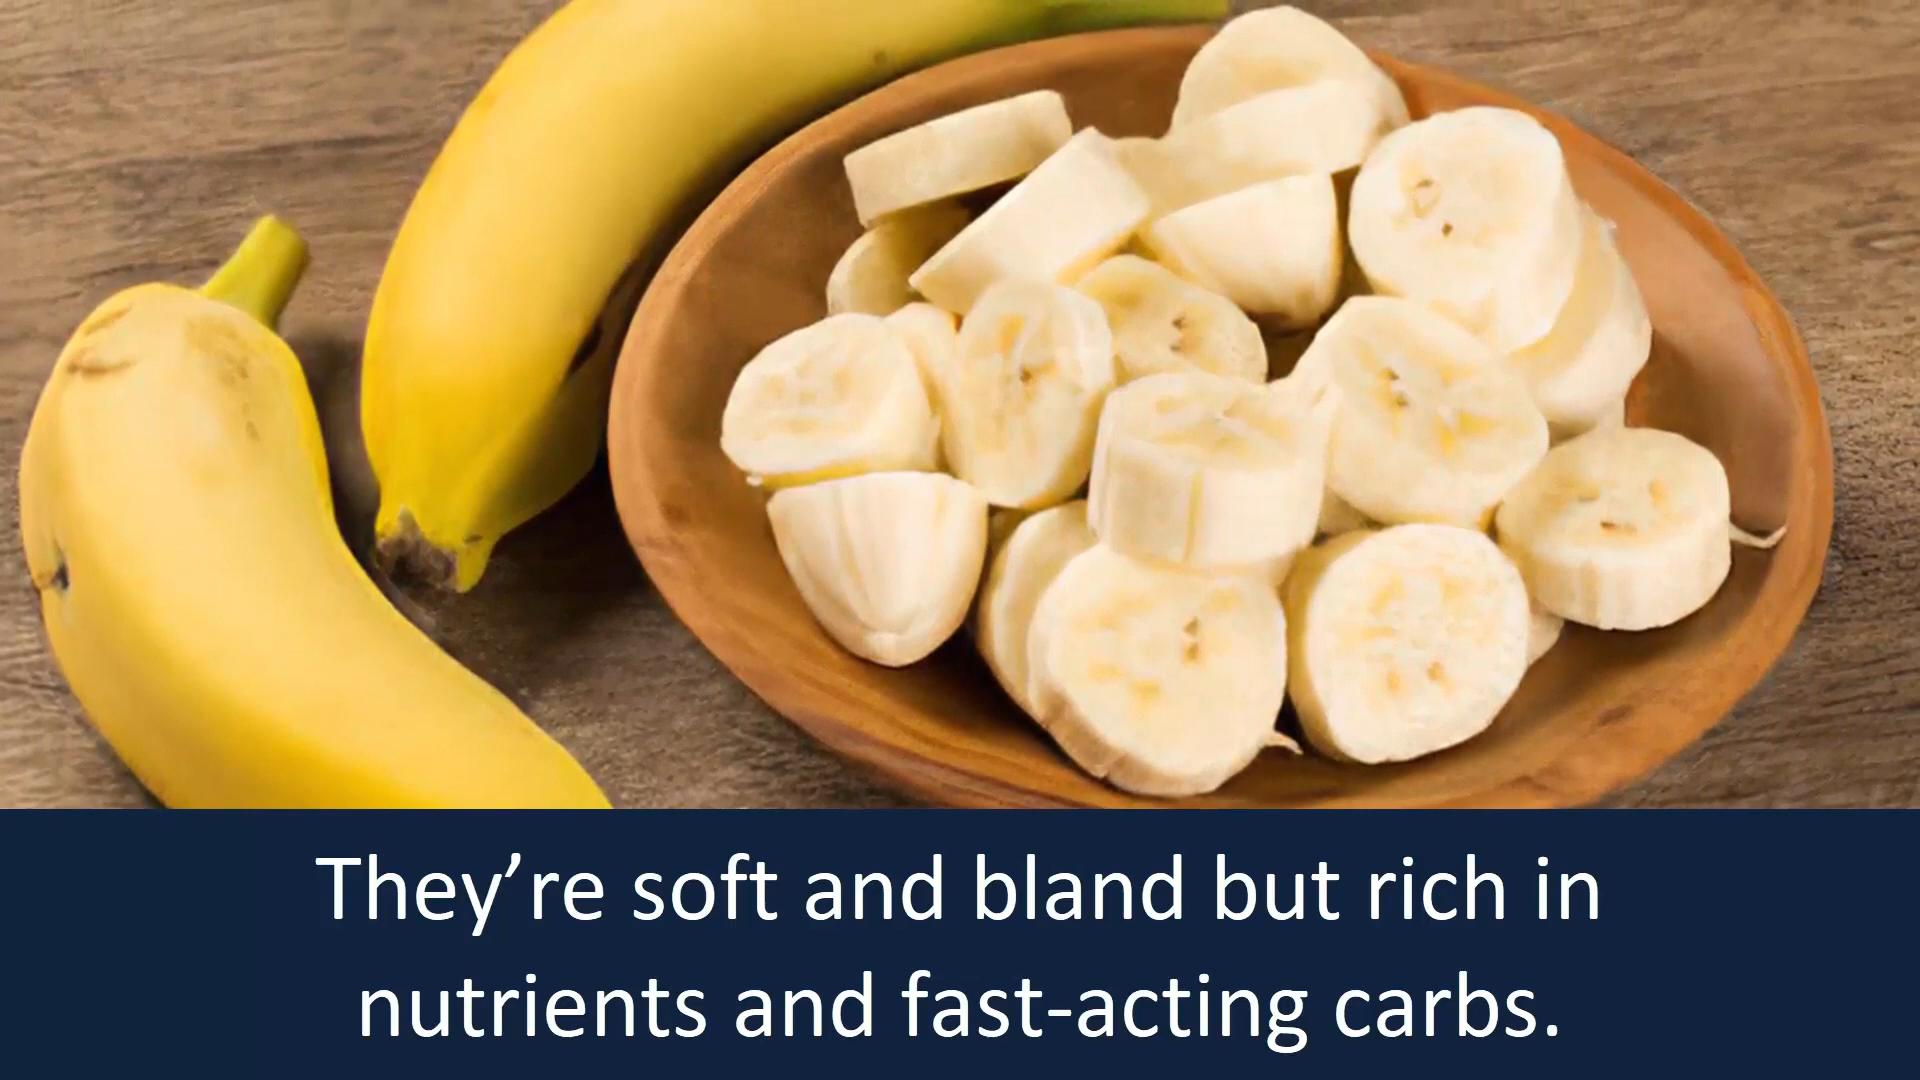 They’re soft and bland but rich in
nutrients and fast-acting carbs.